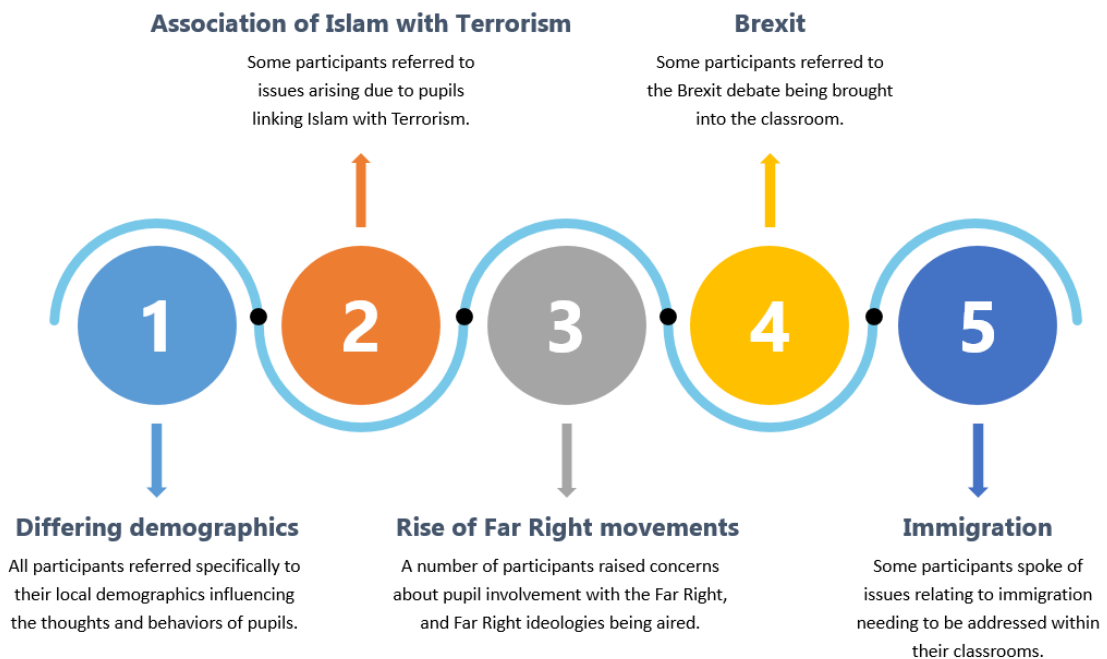 Association of Islam with Terrorism
Some participants referred to
issues arising due to pupils
linking Islam with Terrorism.
Brexit
Some participants referred to
the Brexit debate being brought
into the classroom.
1
2
3
4
5
Differing demographics
All participants referred specifically to
their local demographics influencing
the thoughts and behaviors of pupils.
Rise of Far Right movements
A number of participants raised concerns
about pupil involvement with the Far Right,
and Far Right ideologies being aired.
Immigration
Some participants spoke of
issues relating to immigration
needing to be addressed within
their classrooms.